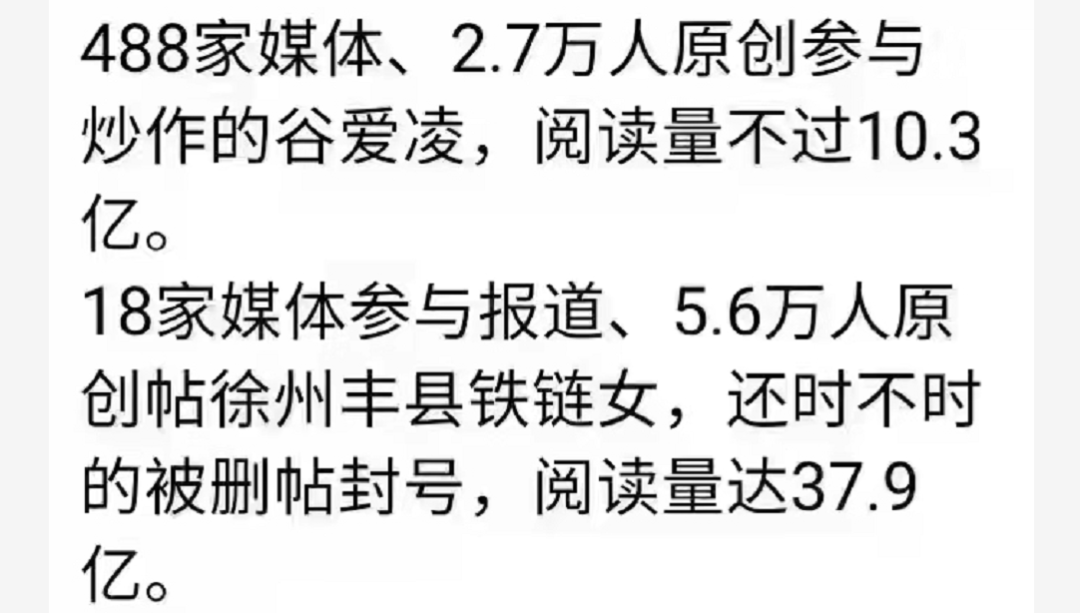 488家媒体、2.7万人原创参与
炒作的谷爱凌，阅读量不过10.3
亿。
18家媒体参与报道、5.6万人原
创帖徐州丰县铁链女，还时不时
的被删帖封号，阅读量达37.9
亿。